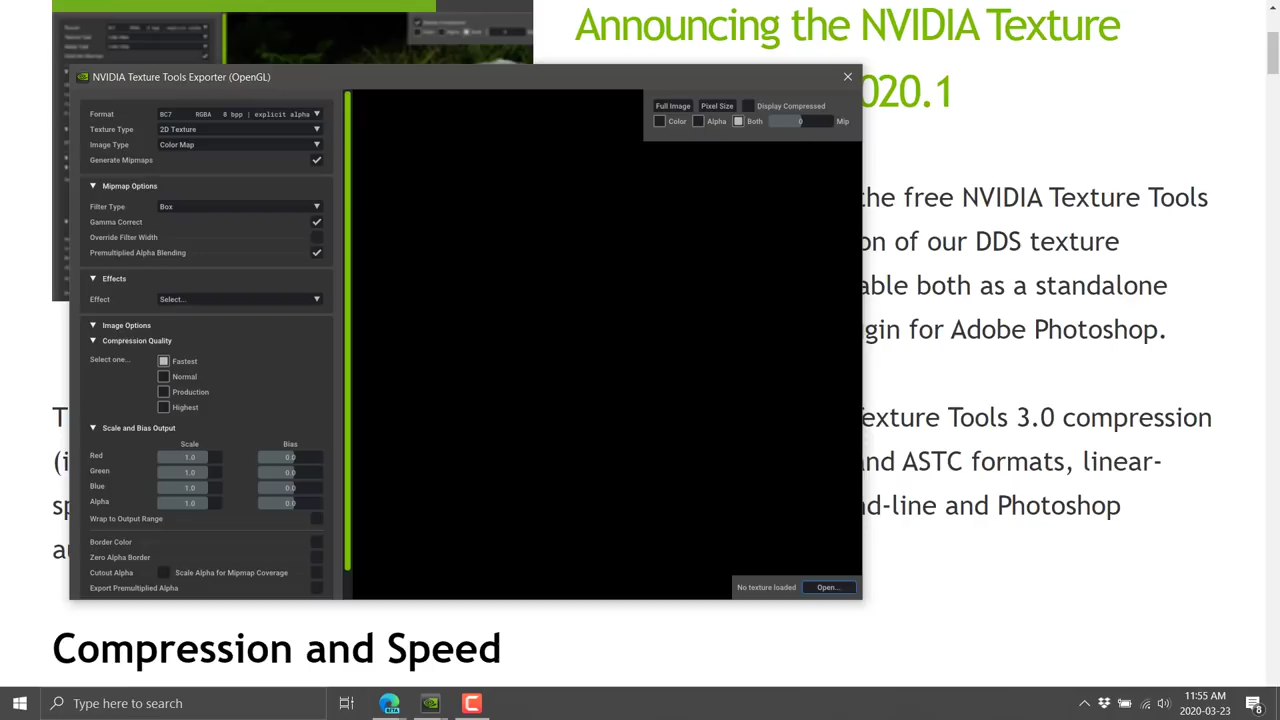 Announcing the NVIDIA Texture
020.1
NVIDIA Texture Tools Exporter (OpenGL)
Format BC7 RGBA 8 bpp | explicit alpha
Texture Type 2D Texture
Image Type Color Map
Generate Mipmaps
Mipmap Options
Filter Type Box
Gamma Correct
Override Filter Width
Premultiplied Alpha Blending
Effects
Effect Select...
Image Options
Compression Quality
Select one... Fastest
Normal
Production
Highest
Scale and Bias Output
Scale Bias
Red 1.0 0.0
Green 1.0 0.0
Blue 1.0 0.0
Alpha 1.0 0.0
Wrap to Output Range
Border Color
Zero Alpha Border
Cutout Alpha Scale Alpha for Mipmap Coverage
Export Premultiplied Alpha
Full Image Pixel Size Display Compressed
Color Alpha Both 0 Mip
No texture loaded Open...
the free NVIDIA Texture Tools
on of our DDS texture
able both as a standalone
gin for Adobe Photoshop.
T exture Tools 3.0 compression
(i and ASTC formats, linear-
sp d-line and Photoshop
au
Compression and Speed
Type here to search
BETA
11:55 AM
2020-03-23
8